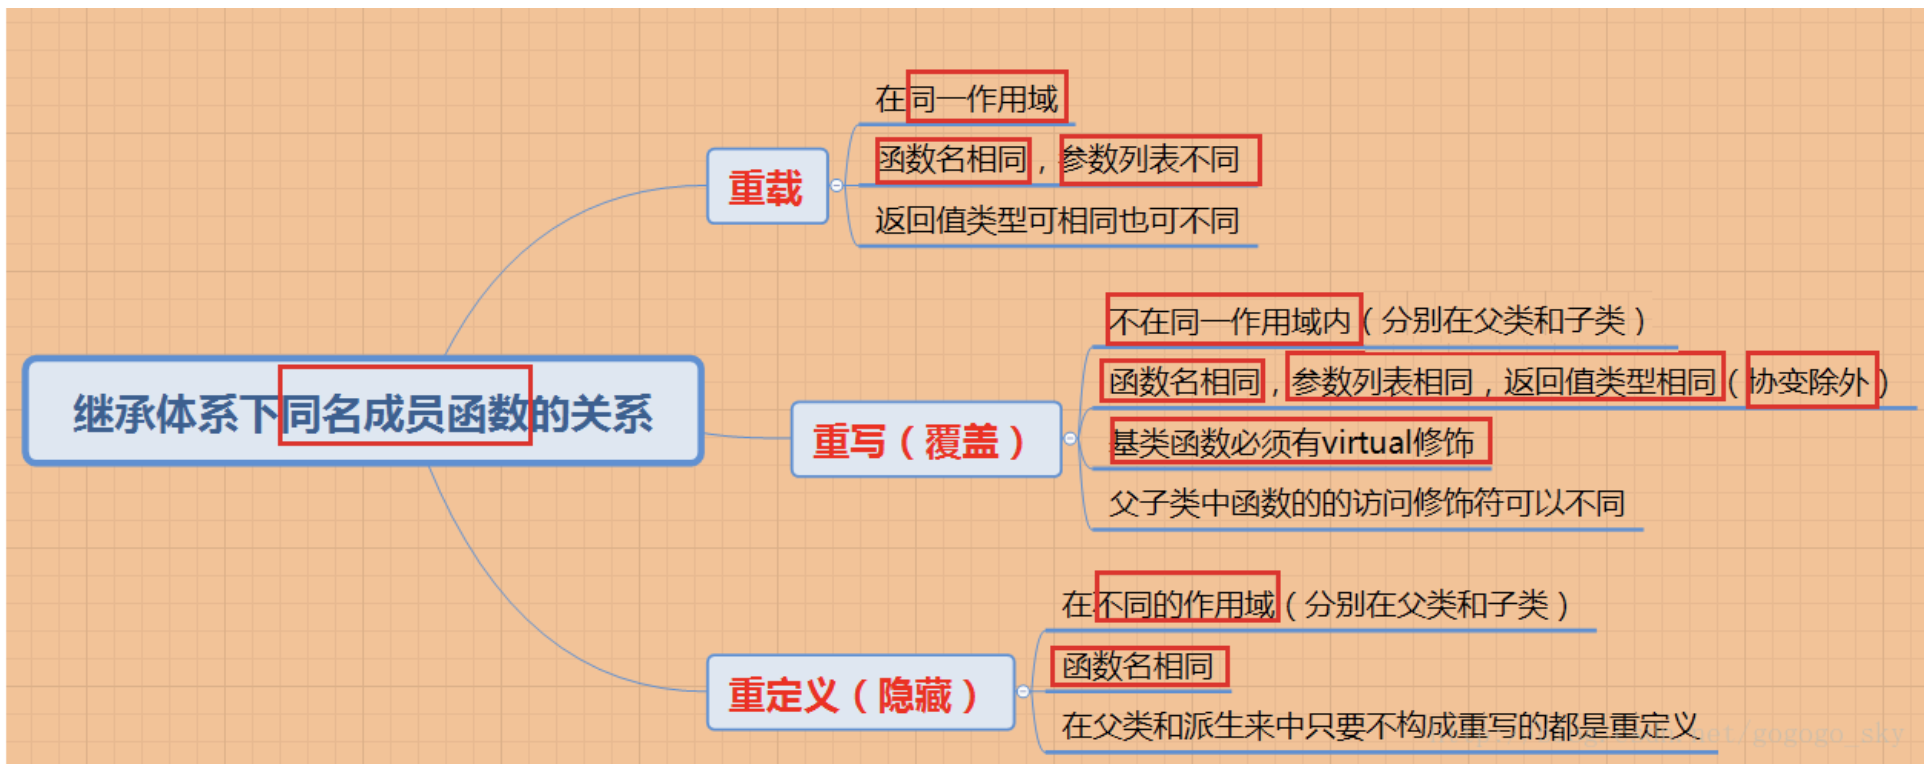 在同一作用域
函数名相同，参数列表不同
重载
返回值类型可相同也可不同
不在同一作用域内（分别在父类和子类）
函数名相同，参数列表相同，返回值类型相同（协变除外）
继承体系下同名成员函数的关系
重写（覆盖）
基类函数必须有virtual修饰
父子类中函数的的访问修饰符可以不同
在不同的作用域（分别在父类和子类）
函数名相同
重定义（隐藏）
在父类和派生来中只要不构成重写的都是重定义
net/gogogo_sky